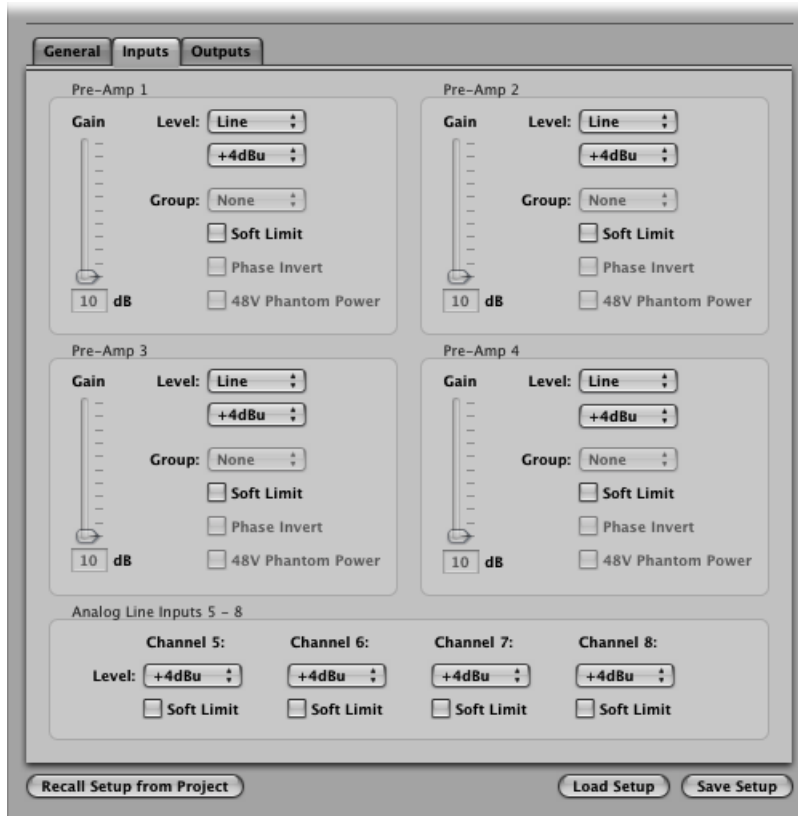 General Inputs Outputs
Pre-Amp 1
Gain Level: Line
+4dBu
Group: None
Soft Limit
Phase Invert
10 dB 48V Phantom Power
Pre-Amp 2
Gain Level: Line
+4dBu
Group: None
Soft Limit
Phase Invert
10 dB 48V Phantom Power
Pre-Amp 3
Gain Level: Line
+4dBu
Group: None
Soft Limit
Phase Invert
10 dB 48V Phantom Power
Pre-Amp 4
Gain Level: Line
+4dBu
Group: None
Soft Limit
Phase Invert
10 dB 48V Phantom Power
Analog Line Inputs 5 – 8
Channel 5: Channel 6: Channel 7: Channel 8:
Level: +4dBu +4dBu +4dBu +4dBu
Soft Limit Soft Limit Soft Limit Soft Limit
Recall Setup from Project Load Setup Save Setup